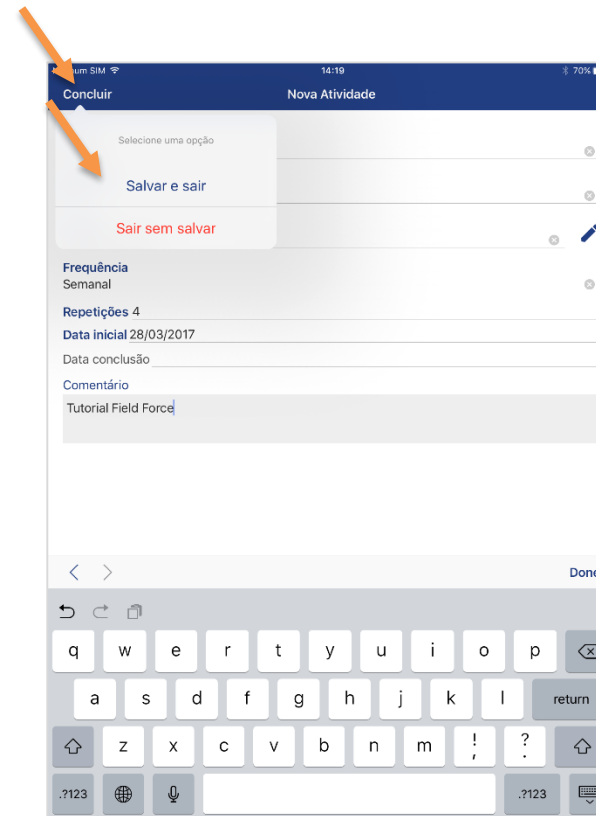 SIM 14:19 70%
Concluir Nova Atividade
Selecione uma opção
Salvar e sair
Sair sem salvar
Frequência
Semanal
Repetições 4
Data inicial 28/03/2017
Data conclusão
Comentário
Tutorial Field Force
Done
q w e r t y u i o p
a s d f g h j k l return
z x c v b n m ! , ? .
.?123 .?123